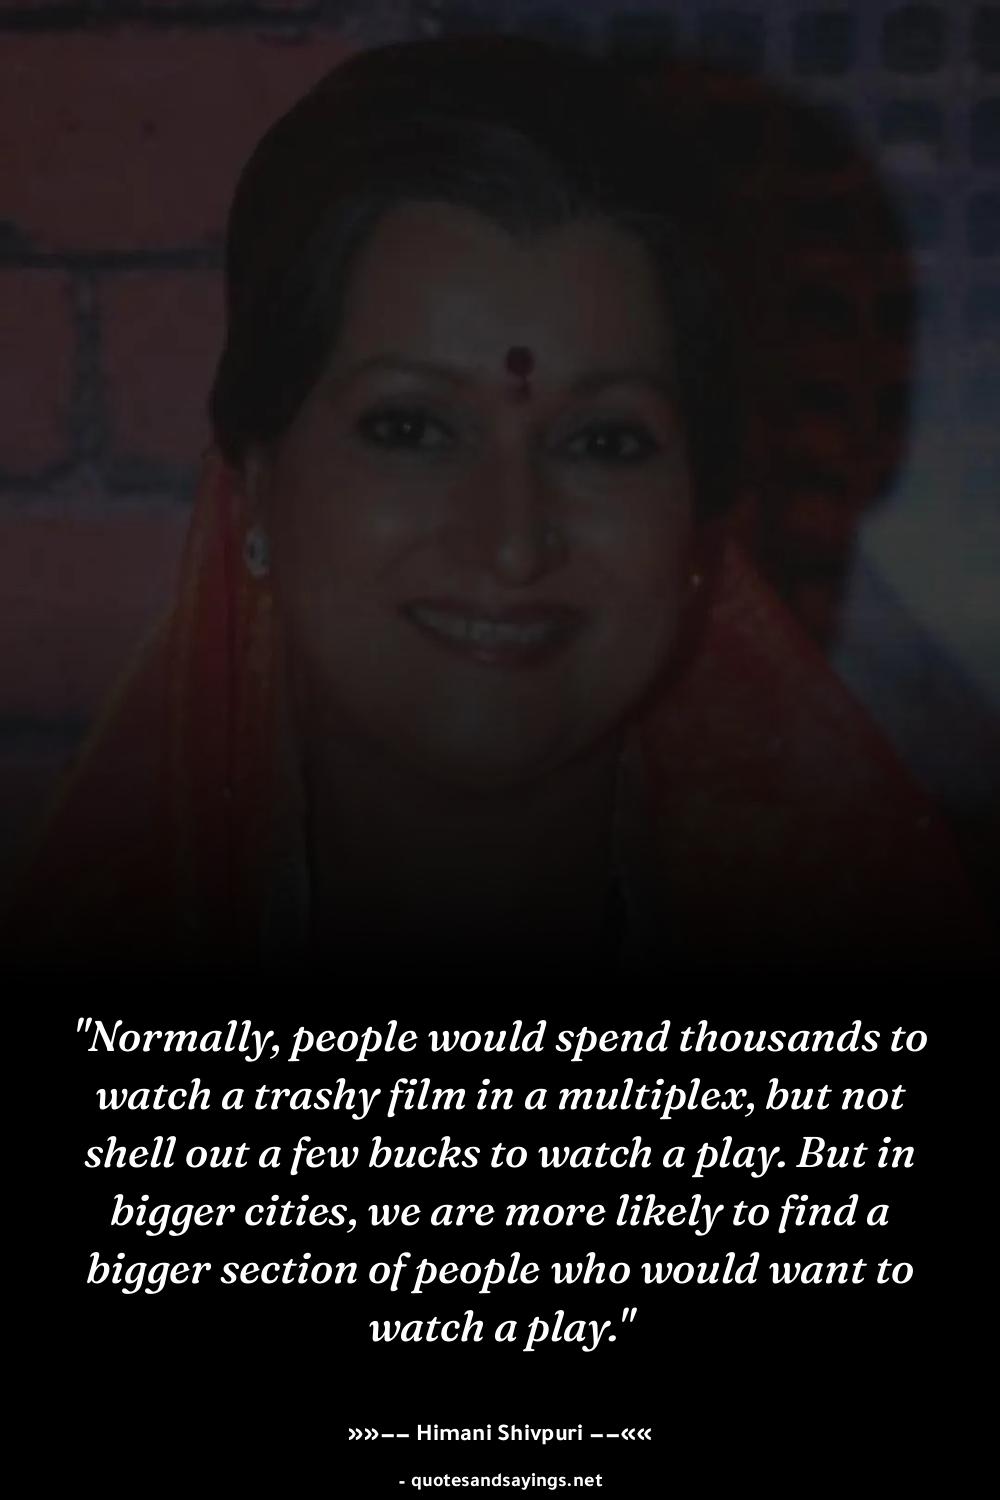 "Normally, people would spend thousands to
watch a trashy film in a multiplex, but not
shell out a few bucks to watch a play. But in
bigger cities, we are more likely to find a
bigger section of people who would want to
watch a play."
»»–– Himani Shivpuri ––««
- quotesandsayings.net